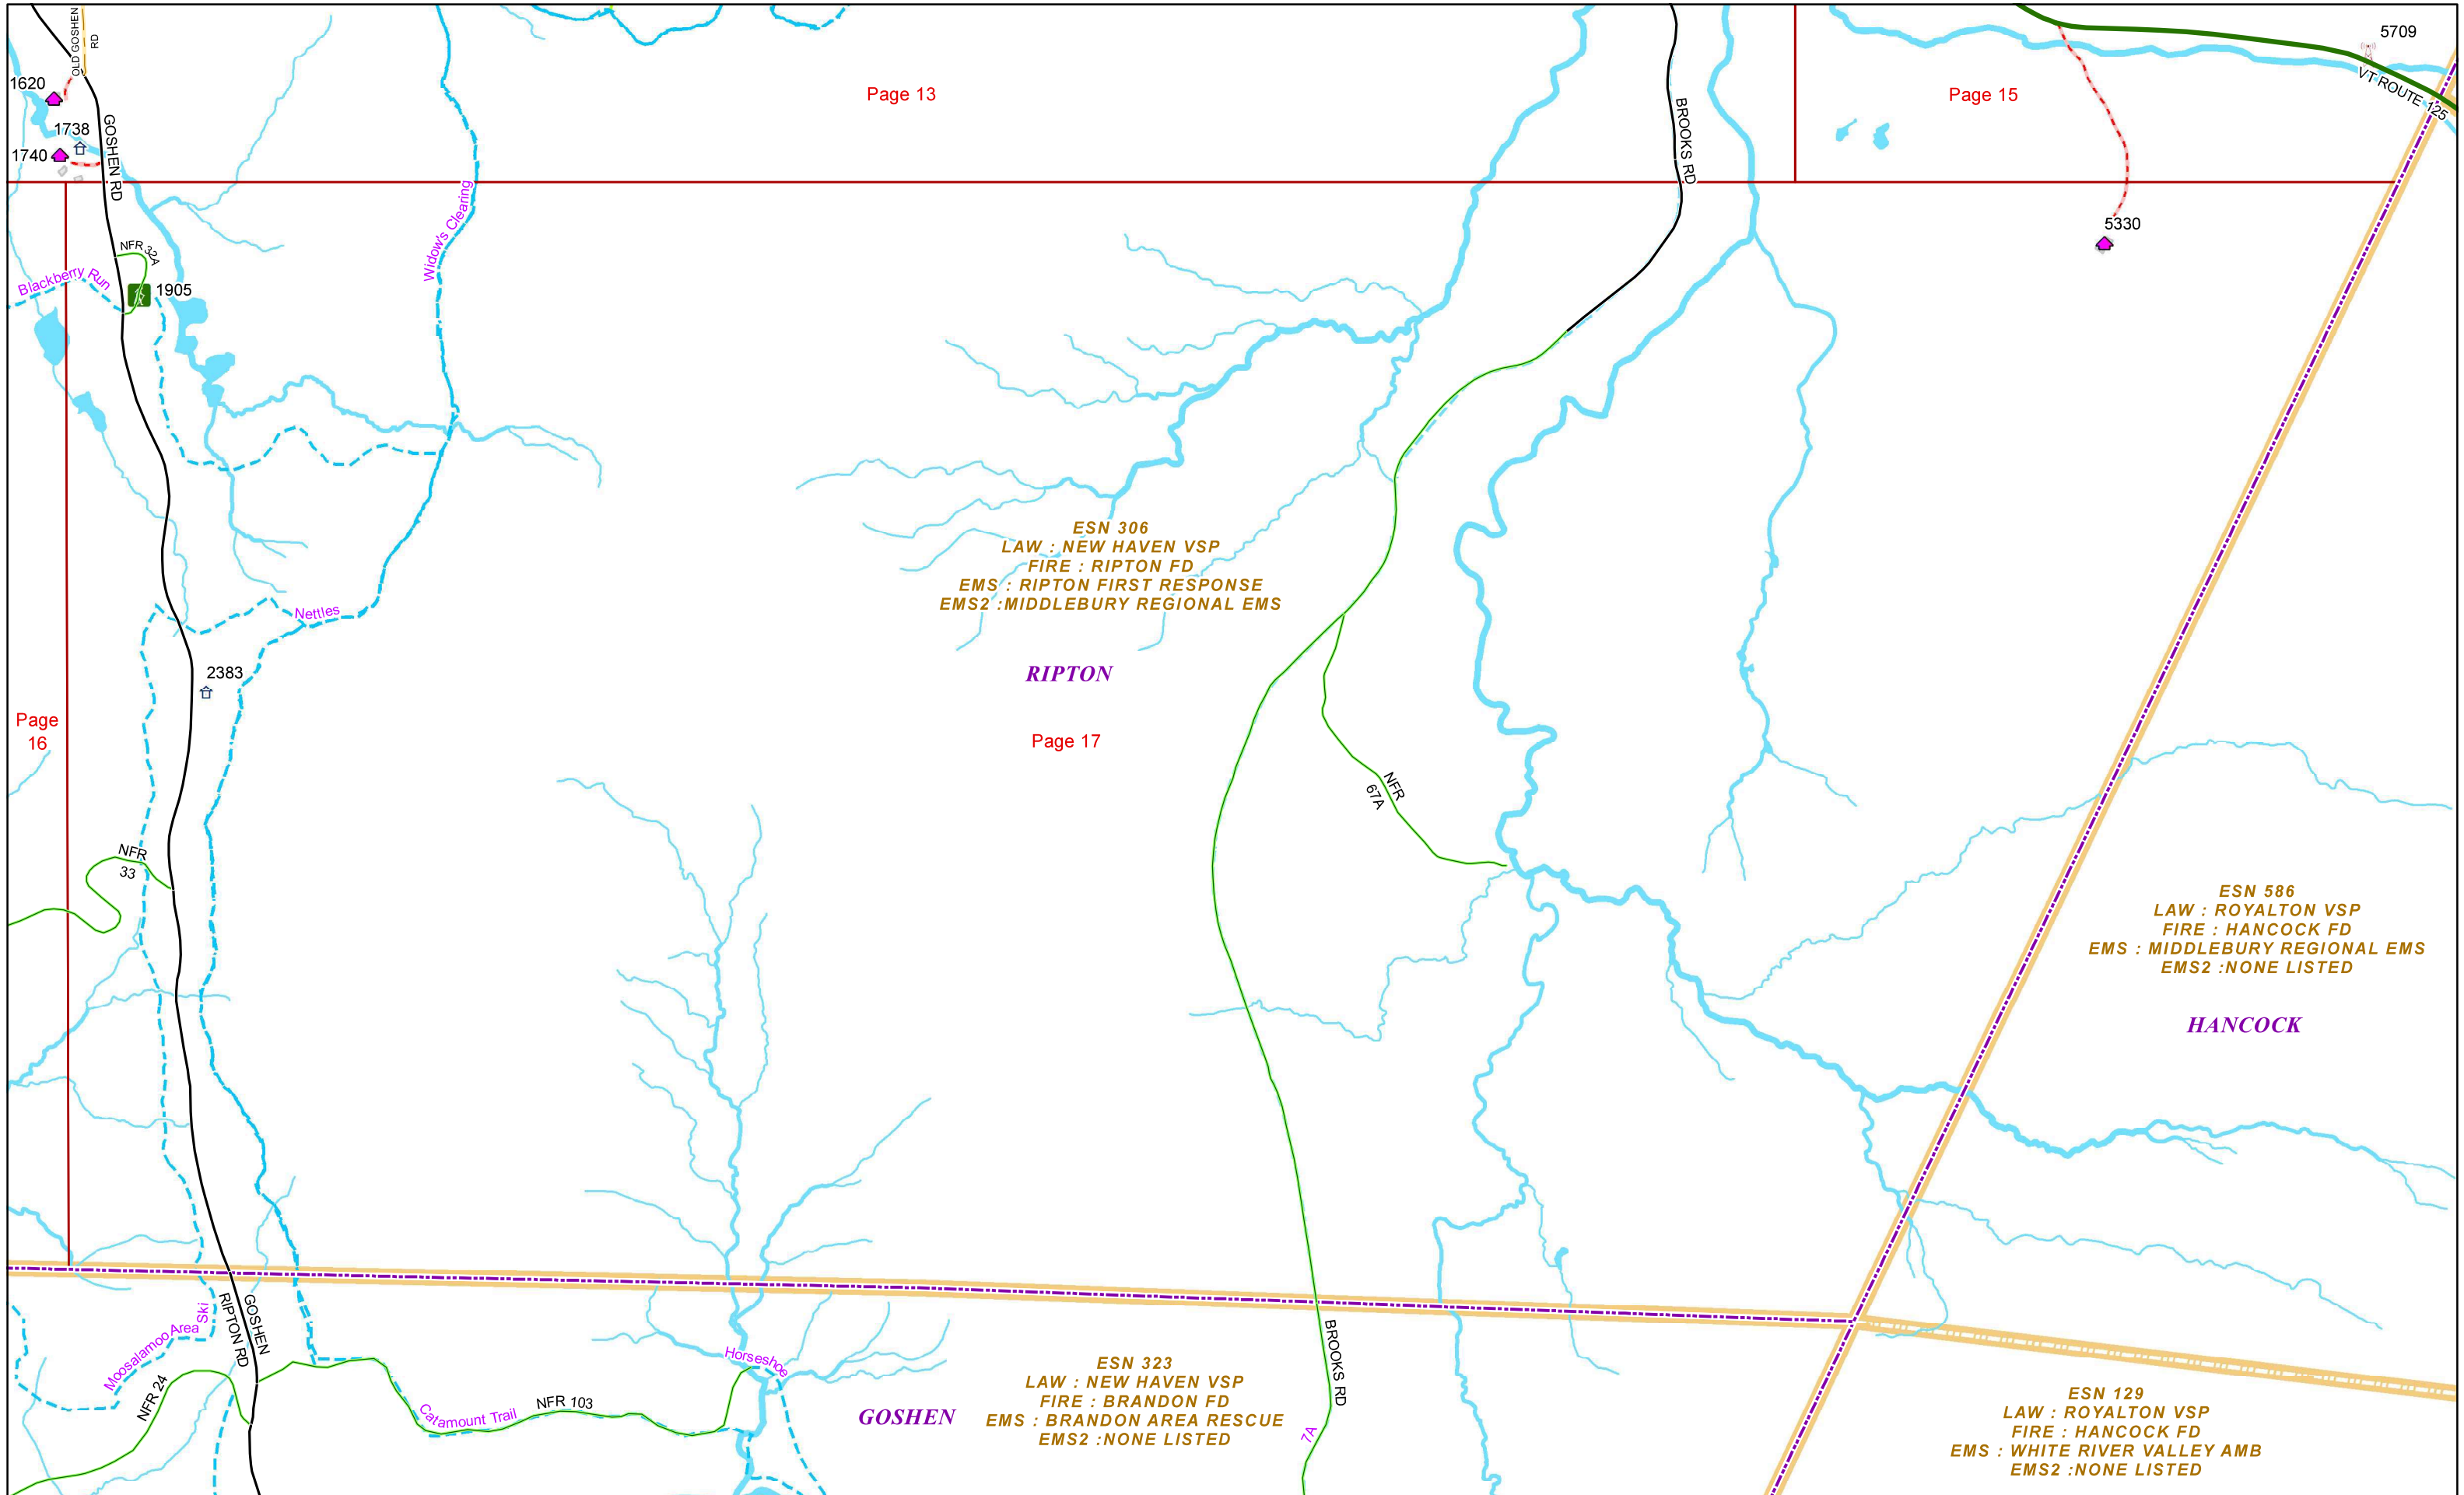 OLD GOSHEN
RD
5709
1620
VT ROUTE 125
Page 13
Page 15
GOSHEN RD
BROOKS RD
1738
1740
5330
Widow's Clearing
NFR 32A
Blackberry Run
1905
ESN 306
LAW : NEW HAVEN VSP
FIRE : RIPTON FD
EMS : RIPTON FIRST RESPONSE
EMS2 :MIDDLEBURY REGIONAL EMS
Nettles
2383
RIPTON
Page
16
Page 17
NFR
67A
NFR
33
ESN 586
LAW : ROYALTON VSP
FIRE : HANCOCK FD
EMS : MIDDLEBURY REGIONAL EMS
EMS2 :NONE LISTED
HANCOCK
GOSHEN
RIPTON RD
Moosalamoo Area Ski
NFR 24
Horseshoe
Catamount Trail
NFR 103
BROOKS RD
7A
GOSHEN
ESN 323
LAW : NEW HAVEN VSP
FIRE : BRANDON FD
EMS : BRANDON AREA RESCUE
EMS2 :NONE LISTED
ESN 129
LAW : ROYALTON VSP
FIRE : HANCOCK FD
EMS : WHITE RIVER VALLEY AMB
EMS2 :NONE LISTED